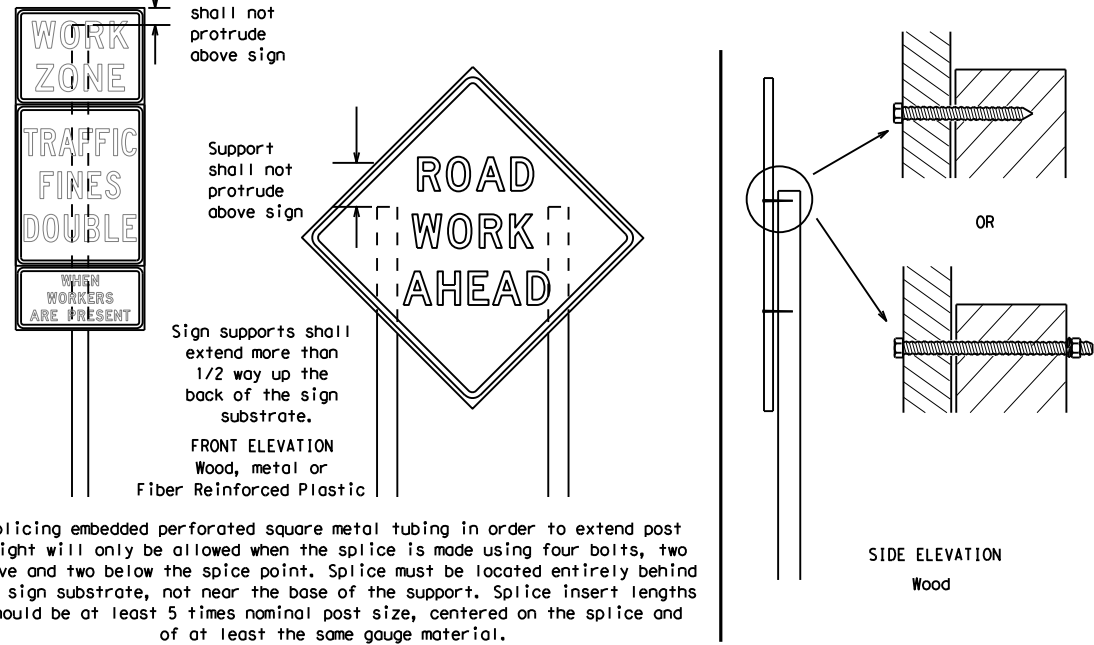 shall not
protrude
above sign
WORK
ZONE
TRAFFIC
FINES
DOUBLE
WHEN
WORKERS
ARE PRESENT
Support
shall not
protrude
above sign
ROAD
WORK
AHEAD
Sign supports shall
extend more than
1/2 way up the
back of the sign
substrate.
FRONT ELEVATION
Wood, metal or
Fiber Reinforced Plastic
plicing embedded perforated square metal tubing in order to extend post
ight will only be allowed when the splice is made using four bolts, two
ve and two below the spice point. Splice must be located entirely behind
sign substrate, not near the base of the support. Splice insert lengths
hould be at least 5 times nominal post size, centered on the splice and
of at least the same gauge material.
OR
SIDE ELEVATION
Wood